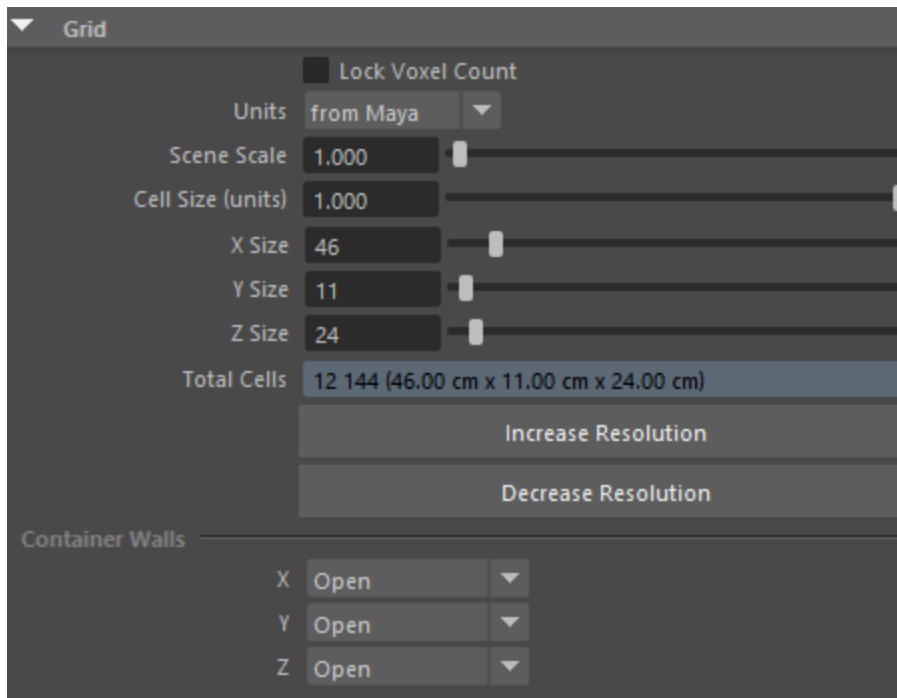 Grid
Lock Voxel Count
Units from Maya
Scene Scale 1.000
Cell Size (units) 1.000
X Size 46
Y Size 11
Z Size 24
Total Cells 12 144 (46.00 cm x 11.00 cm x 24.00 cm)
Increase Resolution
Decrease Resolution
Container Walls
X Open
Y Open
Z Open